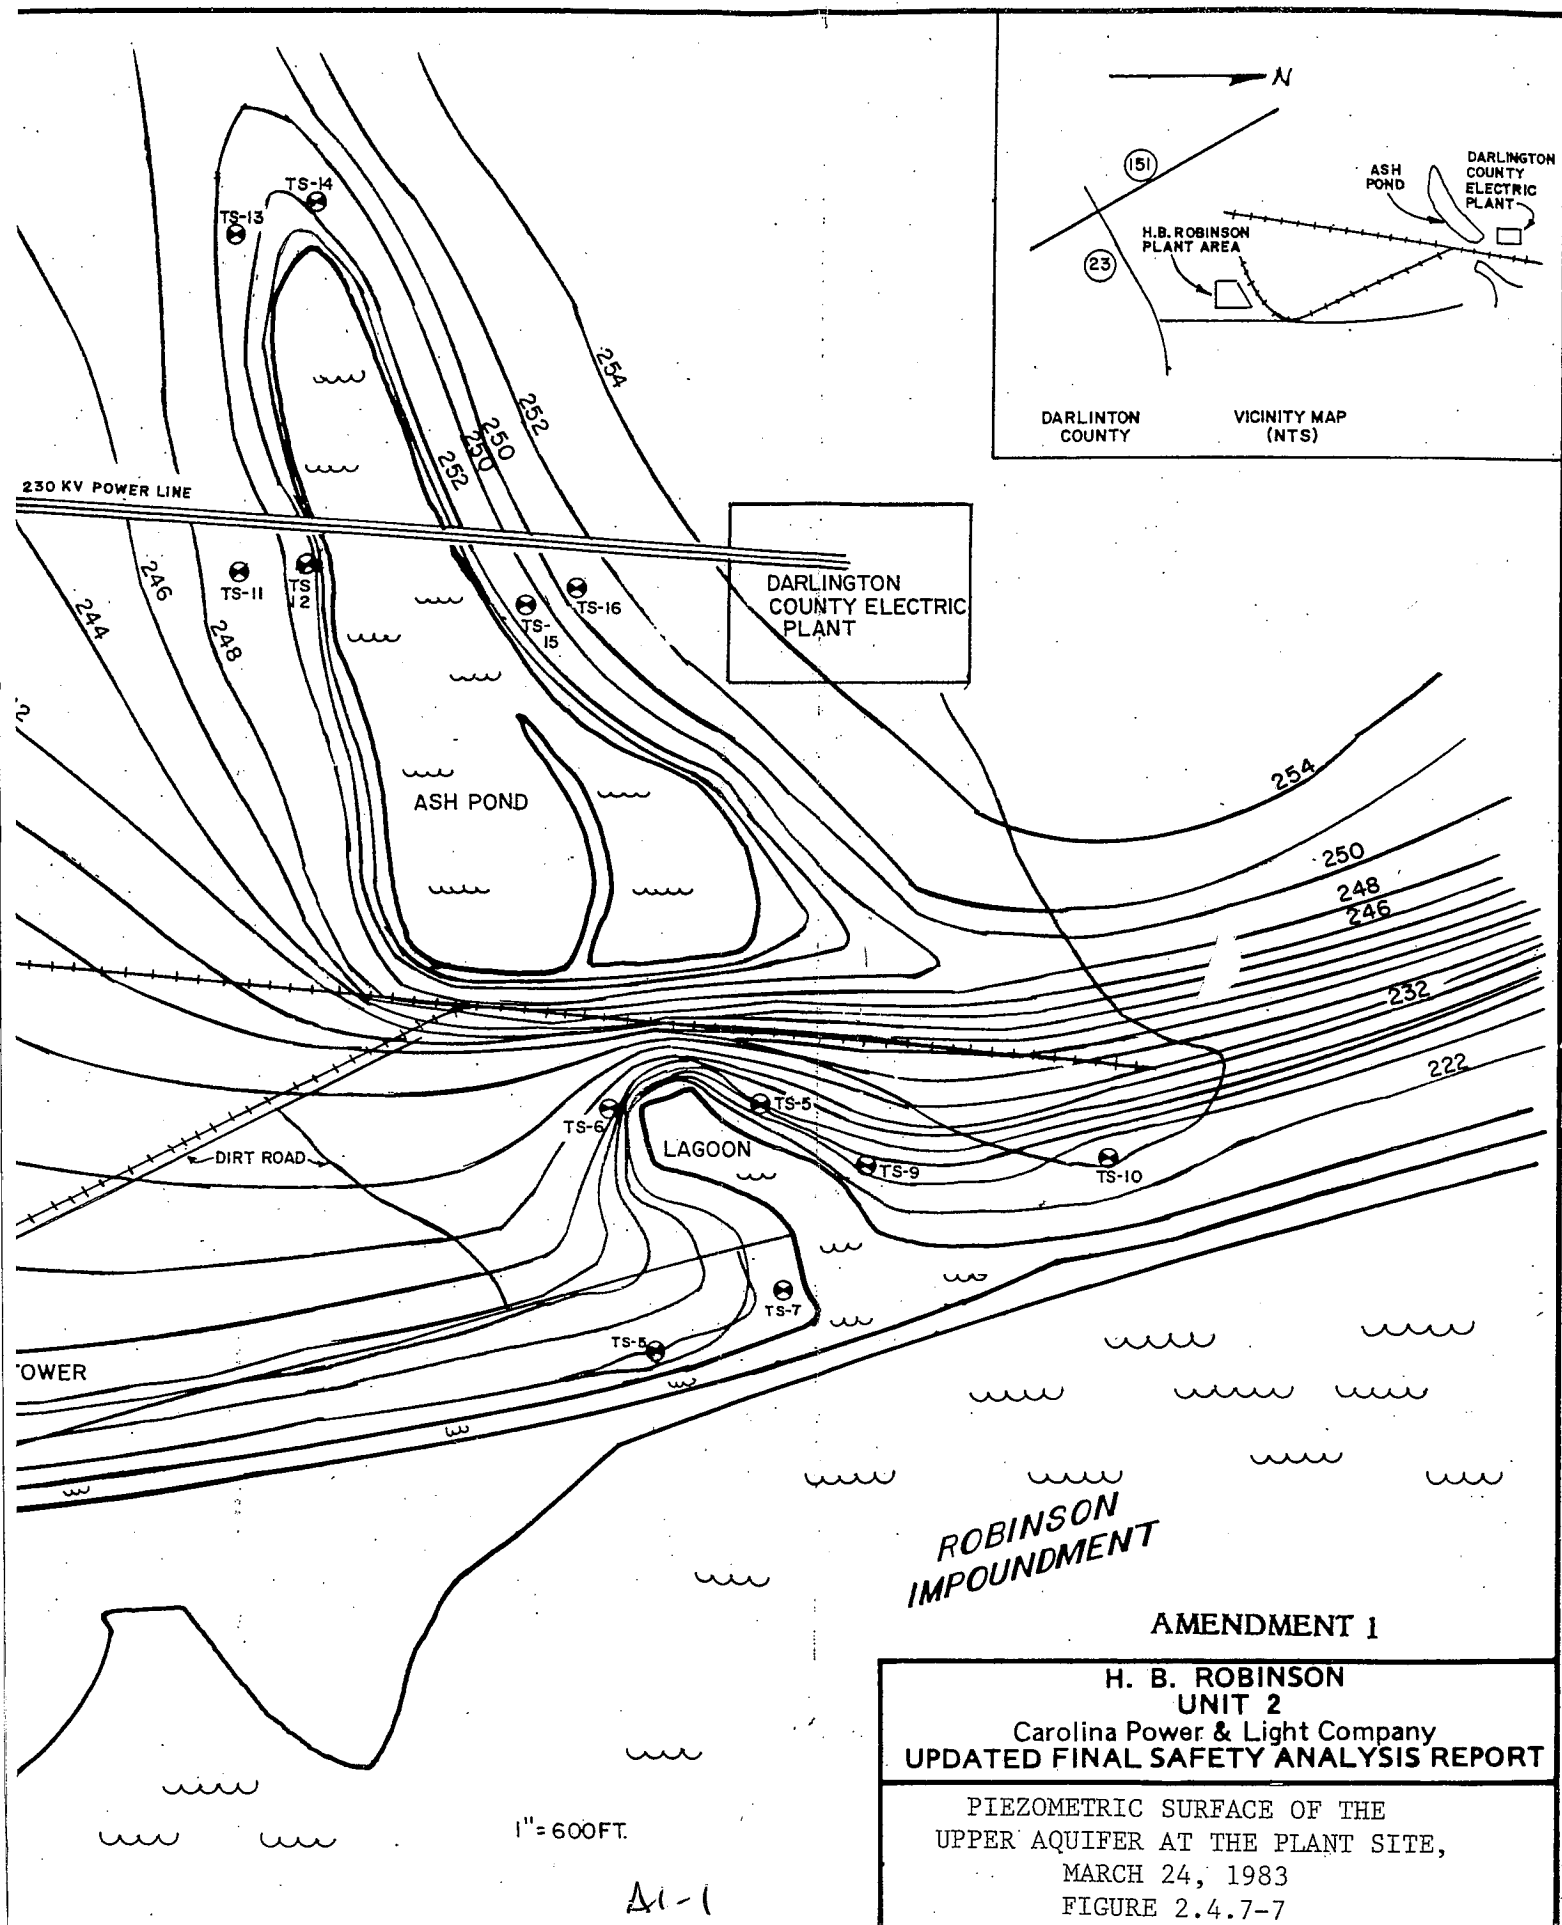 N
151
23
ASH
POND
DARLINGTON
COUNTY
ELECTRIC
PLANT
H.B. ROBINSON
PLANT AREA
DARLINTON
COUNTY
VICINITY MAP
(NTS)
TS-14
TS-13
254
252
250
250
252
230 KV POWER LINE
TS-11
TS
12
TS-16
TS-
15
246
244
248
DARLINGTON
COUNTY ELECTRIC
PLANT
2
ASH POND
254
250
248
246
232
222
TS-6
TS-5
LAGOON
TS-9
TS-10
DIRT ROAD
TS-7
TS-5
OWER
ROBINSON
IMPOUNDMENT
AMENDMENT 1
H. B. ROBINSON
UNIT 2
Carolina Power & Light Company
UPDATED FINAL SAFETY ANALYSIS REPORT
PIEZOMETRIC SURFACE OF THE
UPPER AQUIFER AT THE PLANT SITE,
MARCH 24, 1983
FIGURE 2.4.7-7
1"=600FT.
A1-1